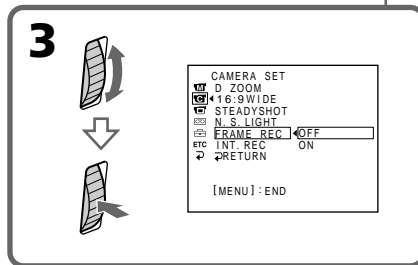 3
CAMERA SET
D ZOOM
16:9WIDE
STEADYSHOT
N. S. LIGHT
FRAME REC OFF
ETC INT. REC ON
RETURN
[MENU] : END